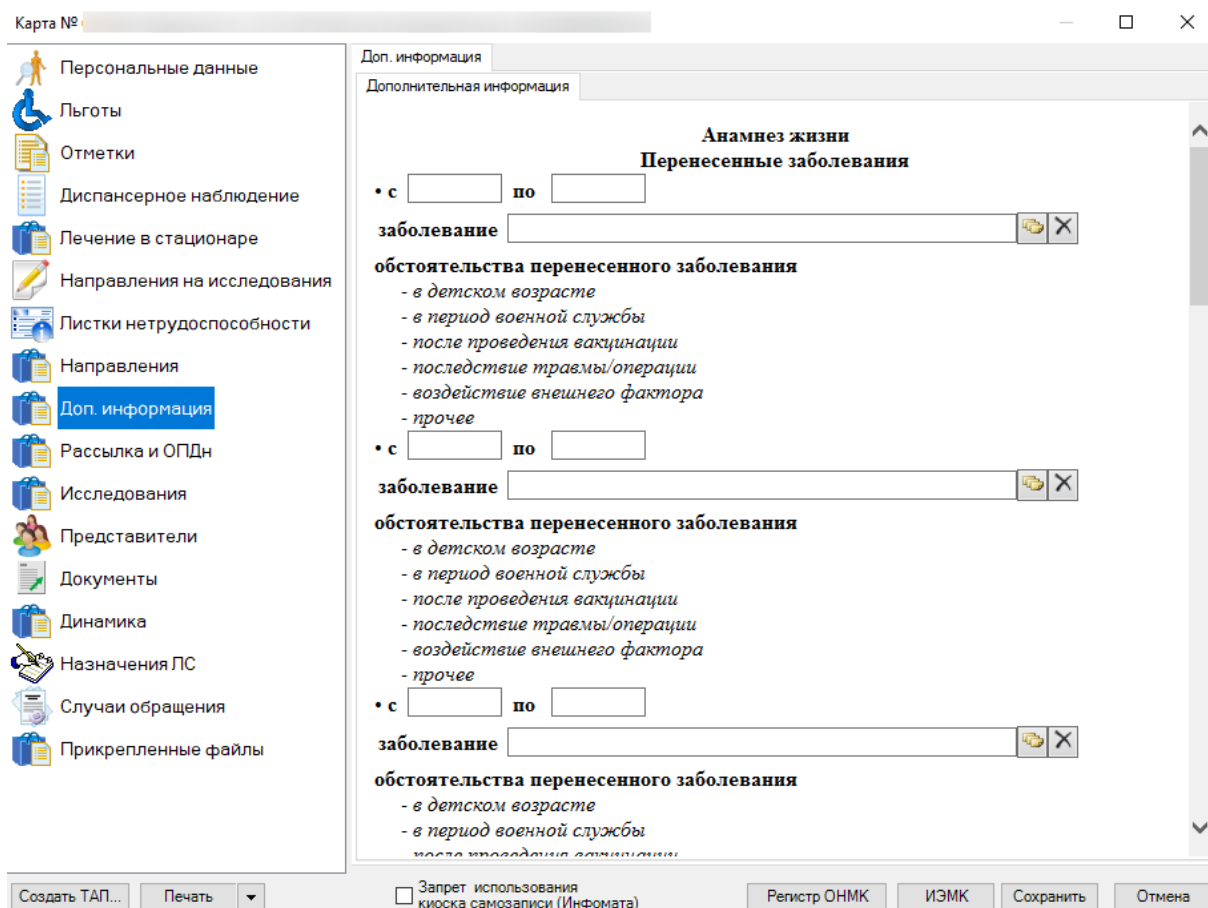 Карта №
Персональные данные
Льготы
Отметки
Диспансерное наблюдение
Лечение в стационаре
Направления на исследования
Листки нетрудоспособности
Направления
Доп. информация
Рассылка и ОПДн
Исследования
Представители
Документы
Динамика
Назначения ЛС
Случаи обращения
Прикрепленные файлы
Доп. информация
Дополнительная информация
Анамнез жизни
Перенесенные заболевания
• с по
заболевание
обстоятельства перенесенного заболевания
- в детском возрасте
- в период военной службы
- после проведения вакцинации
- последствие травмы/операции
- воздействие внешнего фактора
- прочее
• с по
заболевание
обстоятельства перенесенного заболевания
- в детском возрасте
- в период военной службы
- после проведения вакцинации
- последствие травмы/операции
- воздействие внешнего фактора
- прочее
• с по
заболевание
обстоятельства перенесенного заболевания
- в детском возрасте
- в период военной службы
- после проведения вакцинации
Создать ТАП...
Печать
Запрет использования
киоска самозаписи (Инфомата)
Регистр ОНМК
ИЭМК
Сохранить
Отмена